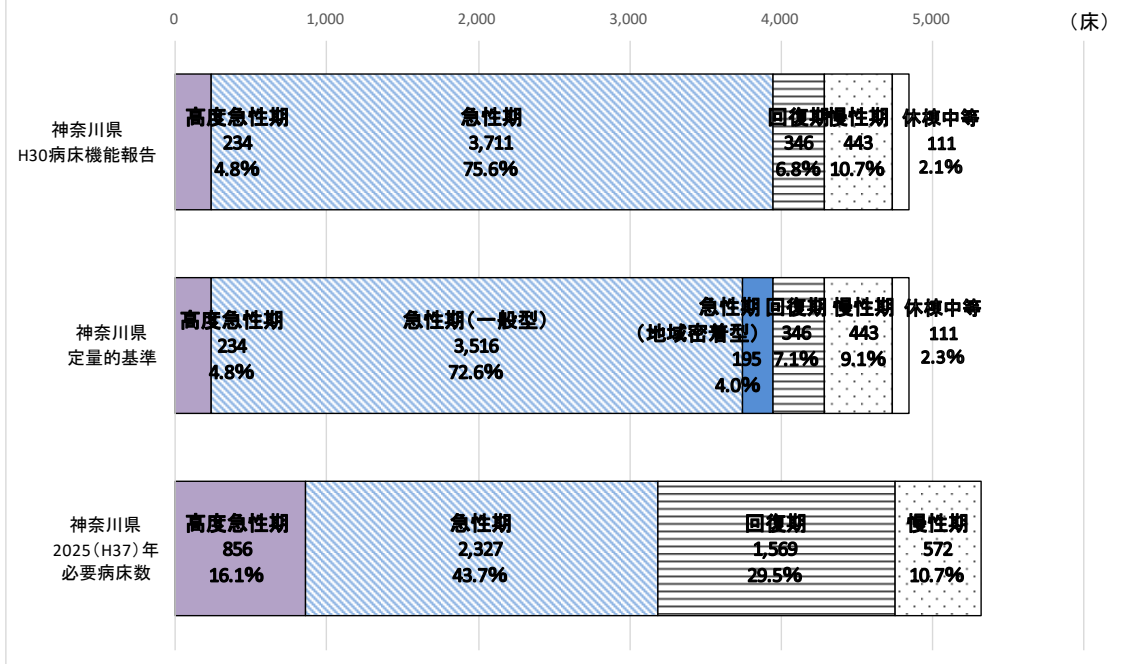 0 1,000 2,000 3,000 4,000 5,000 （床）
神奈川県
H30病床機能報告
高度急性期
234
4.8%
急性期
3,711
75.6%
回復期
346
6.8%
慢性期
443
10.7%
休棟中等
111
2.1%
神奈川県
定量的基準
高度急性期
234
4.8%
急性期（一般型）
3,516
72.6%
急性期
（地域密着型）
195
4.0%
回復期
346
7.1%
慢性期
443
9.1%
休棟中等
111
2.3%
神奈川県
2025（H37）年
必要病床数
高度急性期
856
16.1%
急性期
2,327
43.7%
回復期
1,569
29.5%
慢性期
572
10.7%